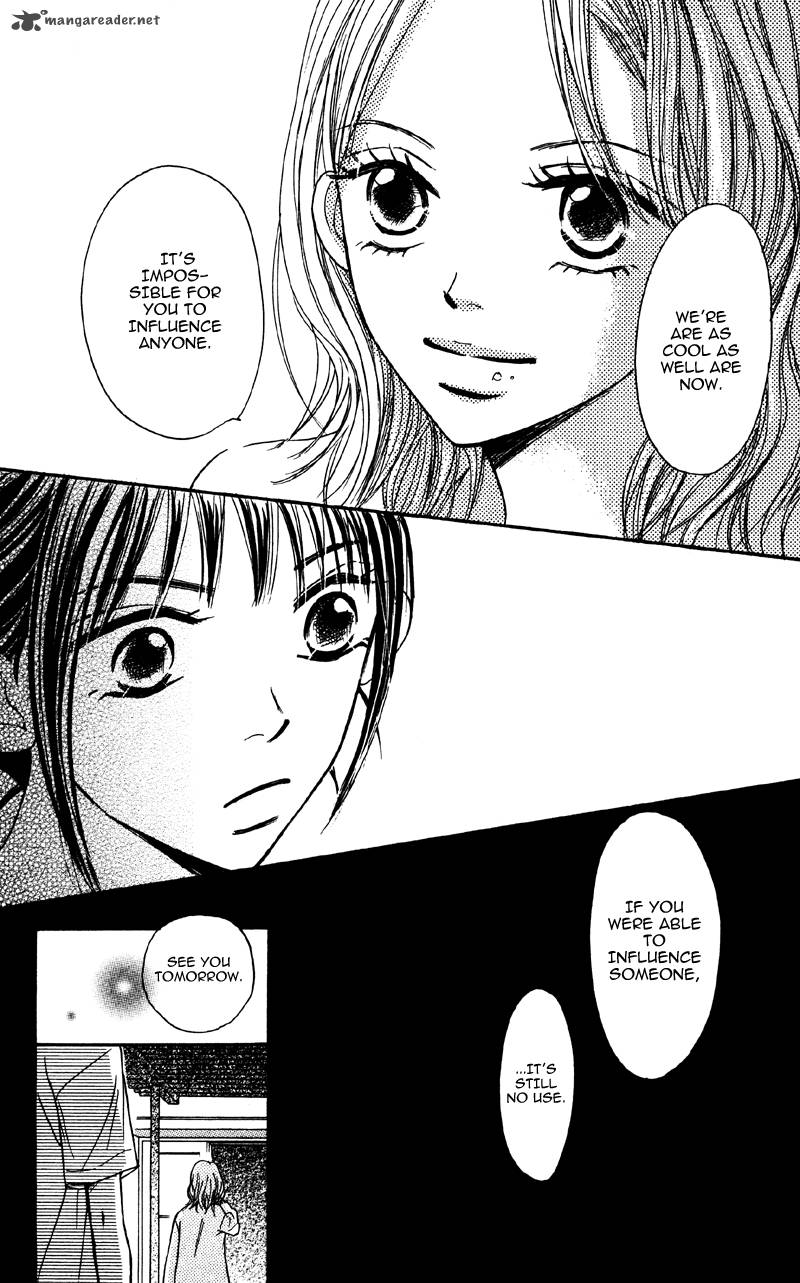 mangareader.net
WE'RE
ARE AS
COOL AS
WELL ARE
NOW.
IT'S
IMPOS-
SIBLE FOR
YOU TO
INFLUENCE
ANYONE.
IF YOU
WERE ABLE
TO
INFLUENCE
SOMEONE,
...IT'S
STILL
NO USE.
SEE YOU
TOMORROW.